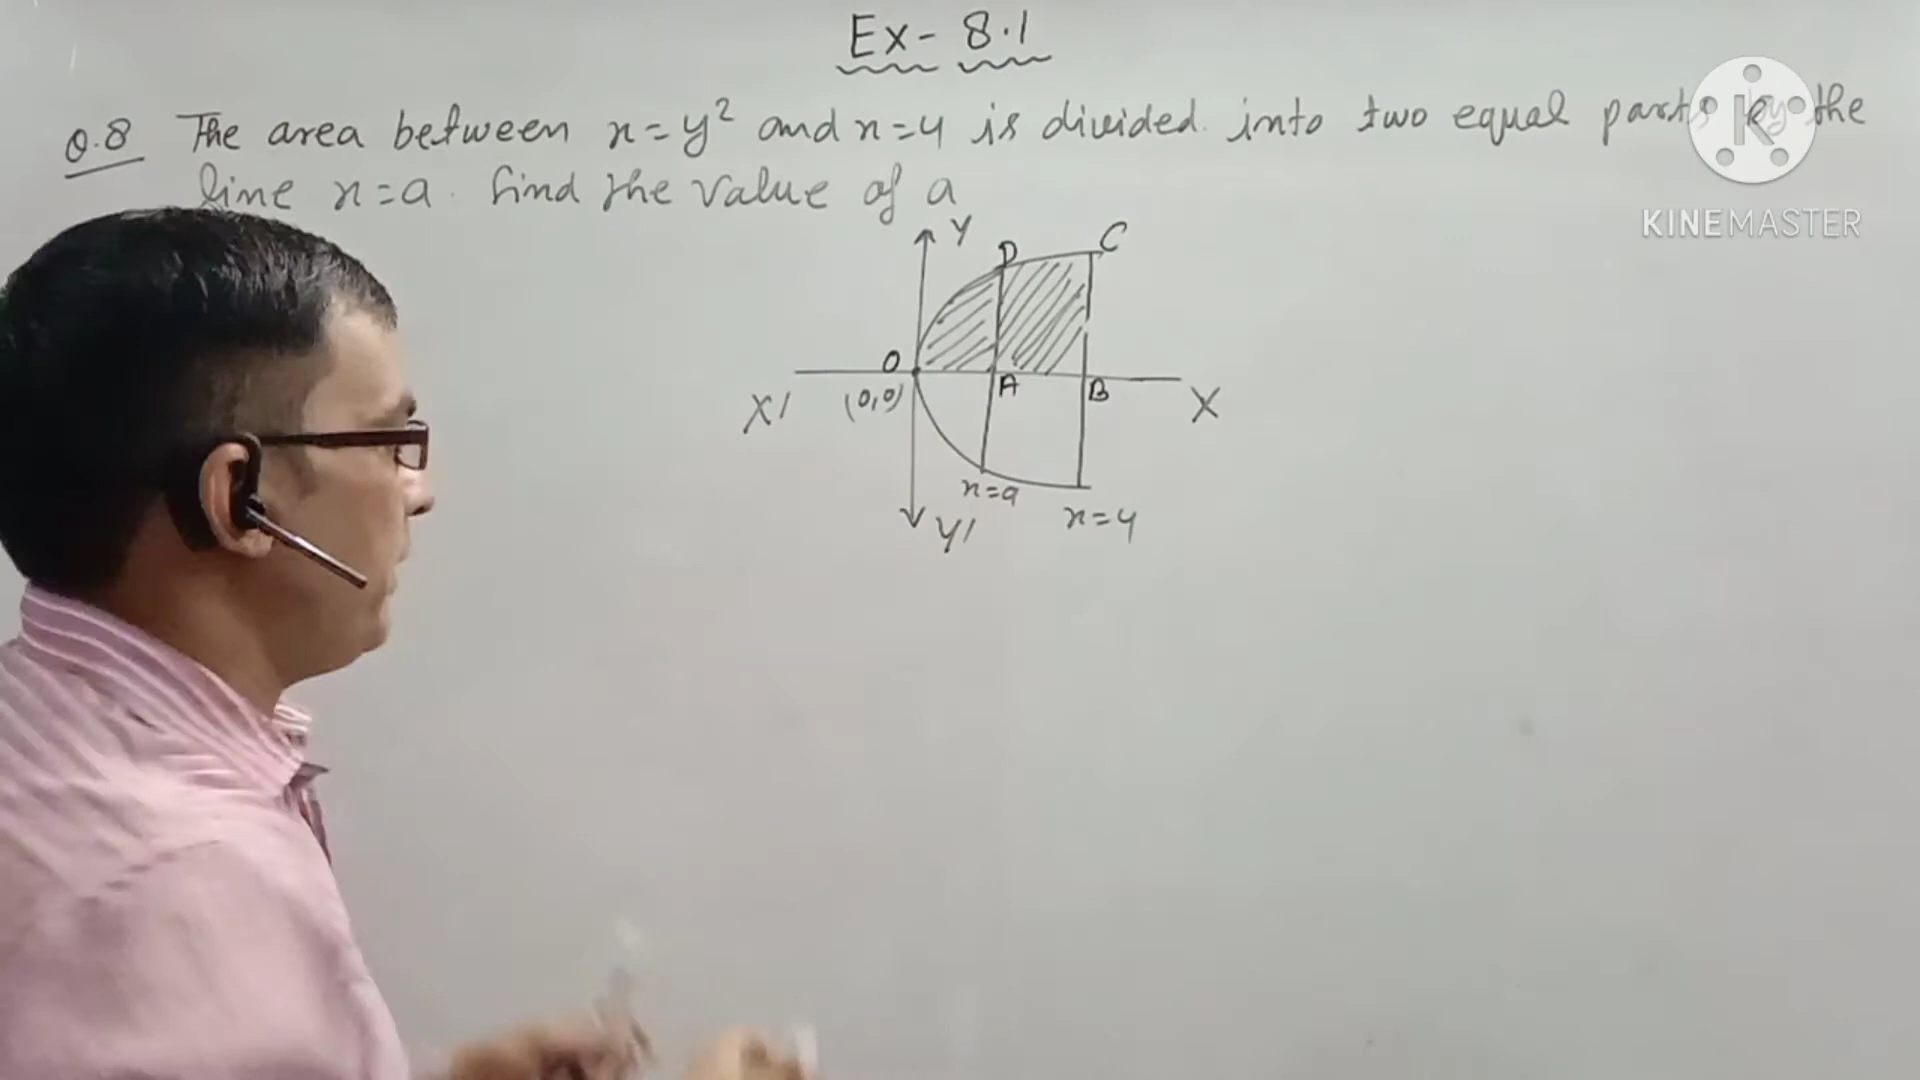 Ex- 8.1
Q.8 The area between x=y² and x=4 is divided into two equal parts by the
line x=a. find the value of a
Y
D
C
O
(0,0)
A
B
X'
X
x=a
x=4
Y'
KINEMASTER